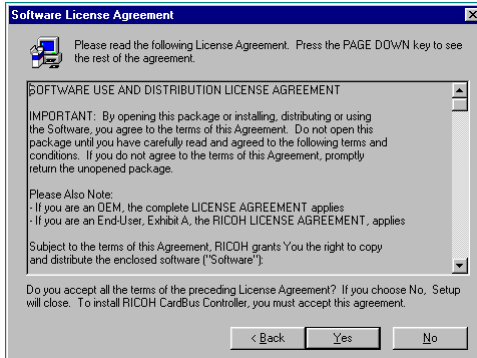 Software License Agreement
Please read the following License Agreement. Press the PAGE DOWN key to see
the rest of the agreement.
SOFTWARE USE AND DISTRIBUTION LICENSE AGREEMENT
IMPORTANT: By opening this package or installing, distributing or using
the Software, you agree to the terms of this Agreement. Do not open this
package until you have carefully read and agreed to the following terms and
conditions. If you do not agree to the terms of this Agreement, promptly
return the unopened package.
Please Also Note:
- If you are an OEM, the complete LICENSE AGREEMENT applies
- If you are an End-User, Exhibit A, the RICOH LICENSE AGREEMENT, applies
Subject to the terms of this Agreement, RICOH grants You the right to copy
and distribute the enclosed software ("Software"):
Do you accept all the terms of the preceding License Agreement? If you choose No, Setup
will close. To install RICOH CardBus Controller, you must accept this agreement.
< Back Yes No